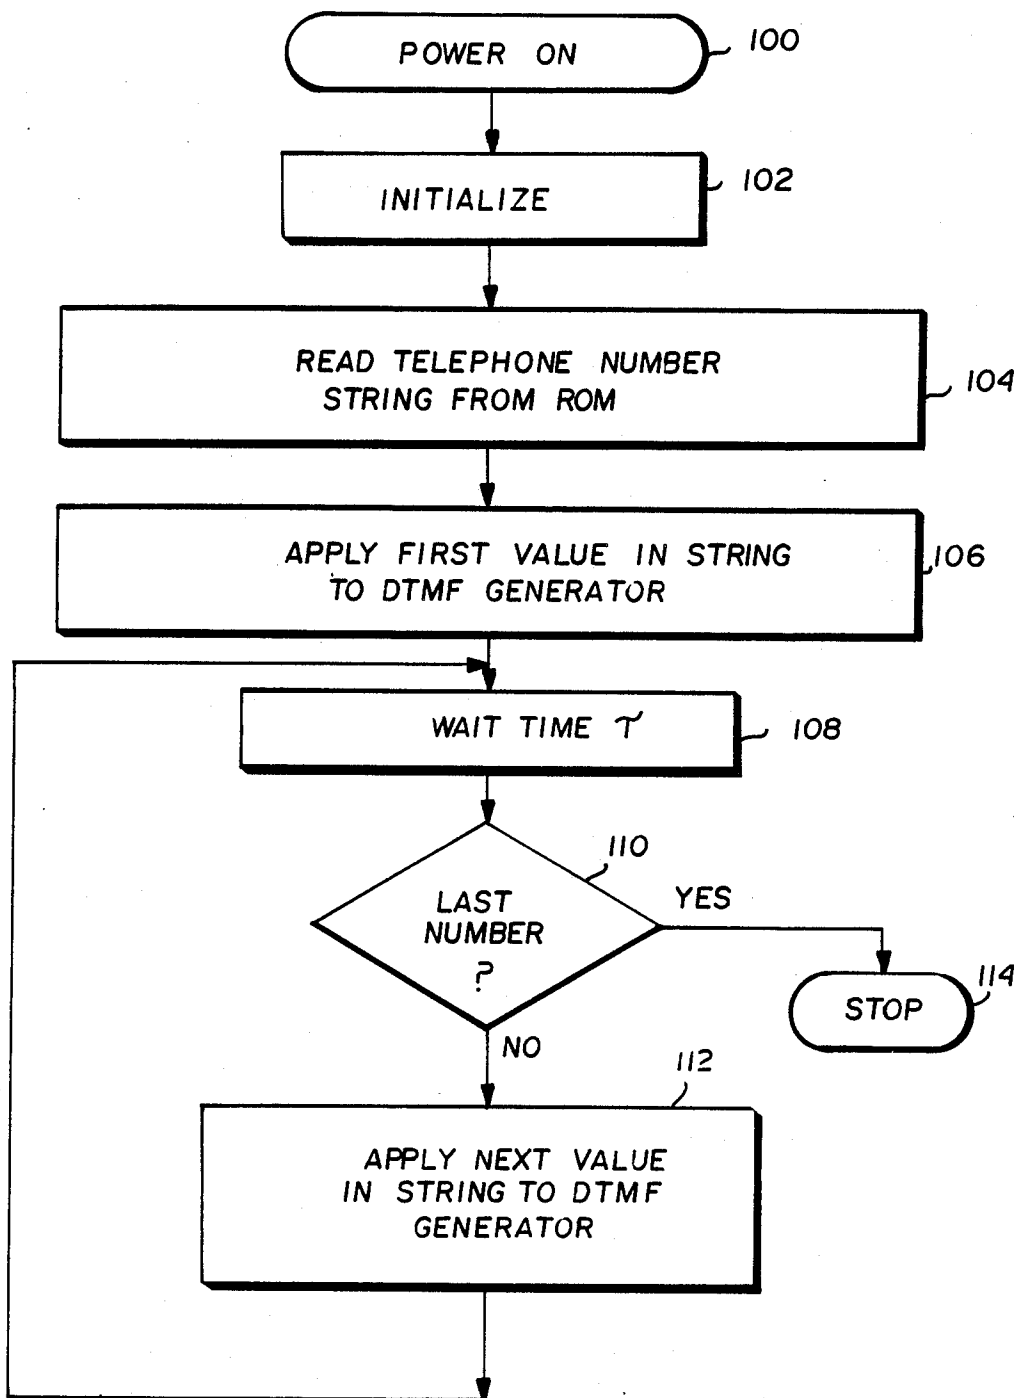 POWER ON
100
INITIALIZE
102
READ TELEPHONE NUMBER
STRING FROM ROM
104
APPLY FIRST VALUE IN STRING
TO DTMF GENERATOR
106
WAIT TIME τ
108
110
LAST
NUMBER
?
YES
STOP
114
NO
112
APPLY NEXT VALUE
IN STRING TO DTMF
GENERATOR